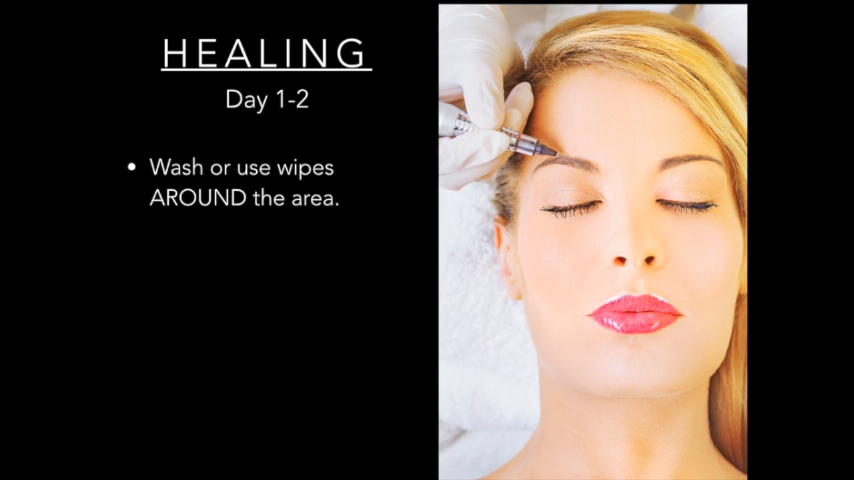 HEALING
Day 1-2
• Wash or use wipes
AROUND the area.